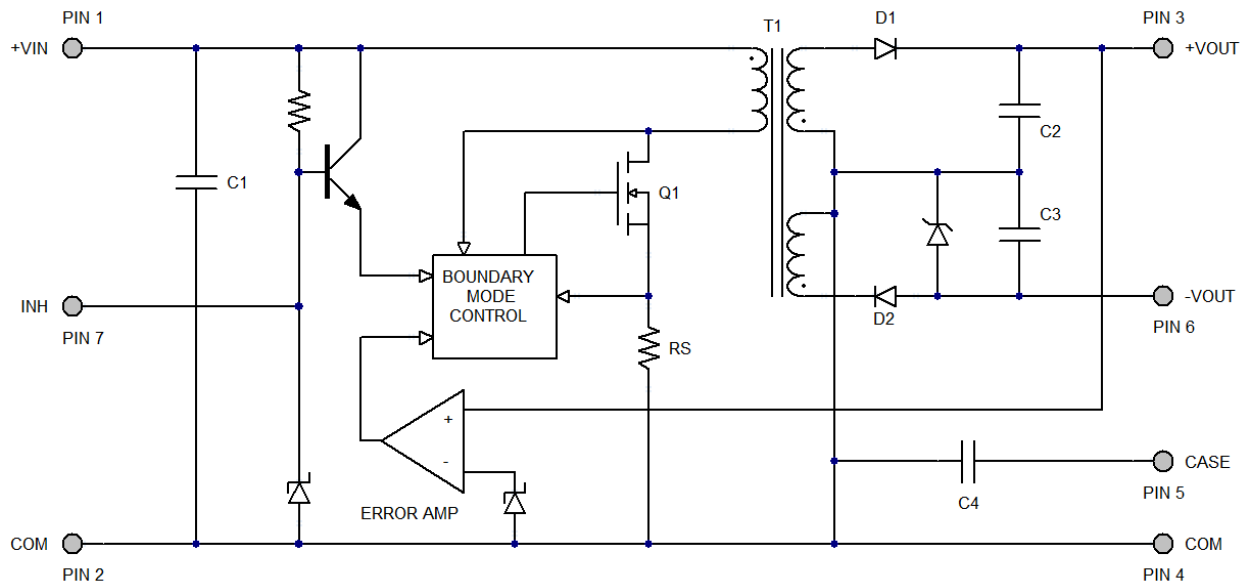 PIN 1
T1
D1
PIN 3
+VIN
+VOUT
C1
C2
Q1
C3
BOUNDARY
MODE
CONTROL
INH
-VOUT
PIN 7
D2
PIN 6
RS
+
-
CASE
C4
PIN 5
ERROR AMP
COM
COM
PIN 2
PIN 4